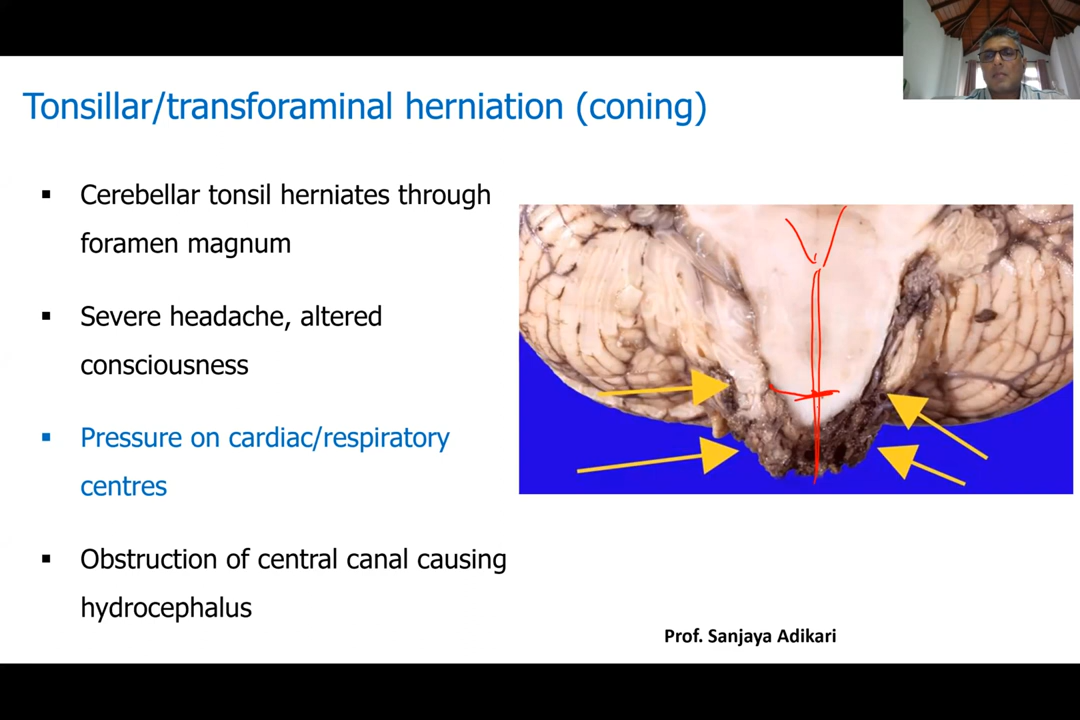 Tonsillar/transforaminal herniation (coning)
▪ Cerebellar tonsil herniates through
foramen magnum
▪ Severe headache, altered
consciousness
▪ Pressure on cardiac/respiratory
centres
▪ Obstruction of central canal causing
hydrocephalus
Prof. Sanjaya Adikari